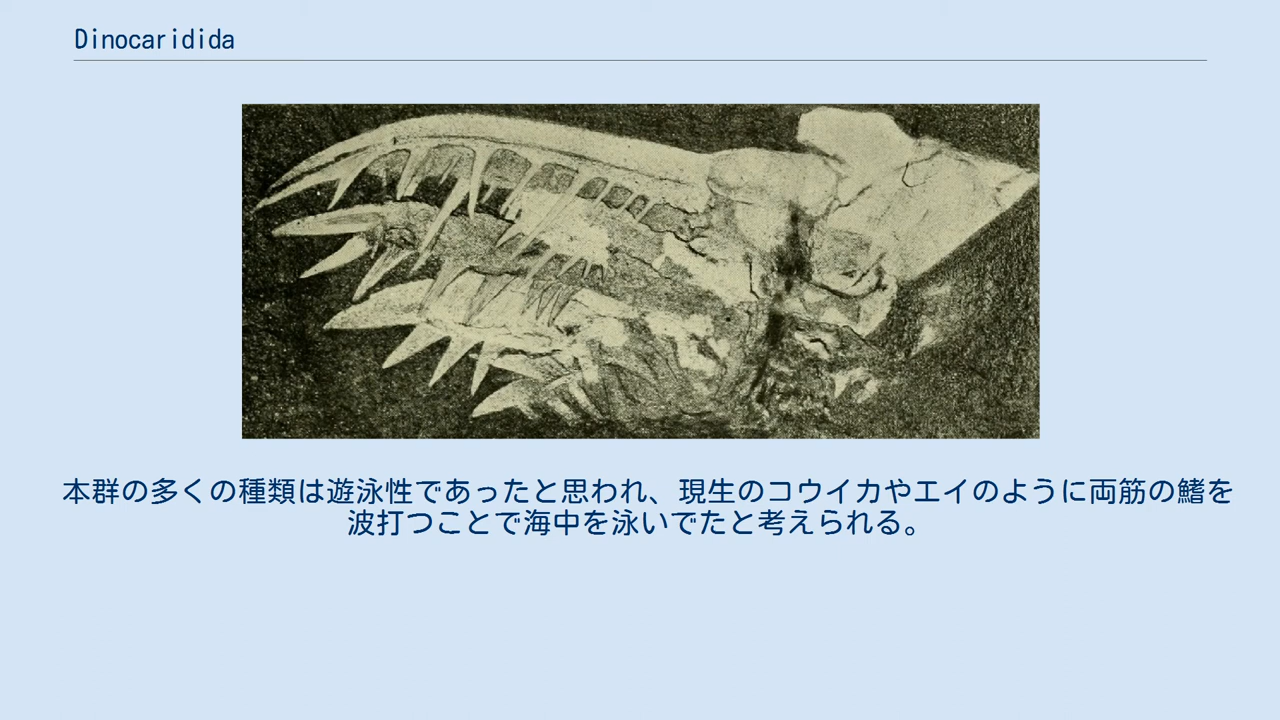 Dinocaridida
本群の多くの種類は遊泳性であったと思われ、現生のコウイカやエイのように両筋の鰭を
波打つことで海中を泳いでたと考えられる。